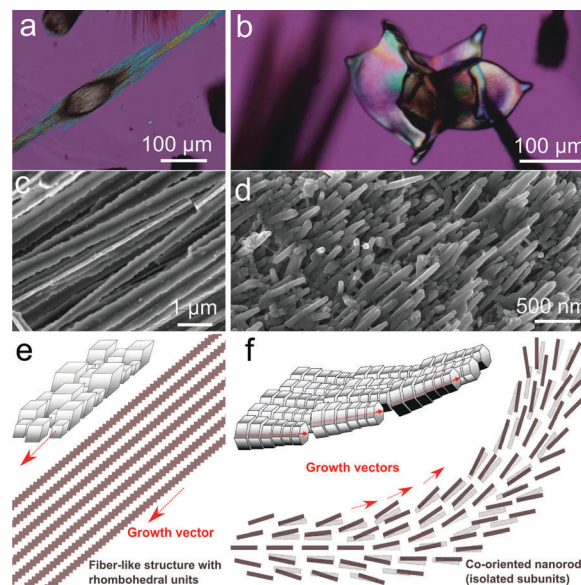 a
100 µm
b
100 µm
c
1 µm
d
500 nm
e
Growth vector
Fiber-like structure with
rhombohedral units
f
Growth vectors
Co-oriented nanorod
(isolated subunits)